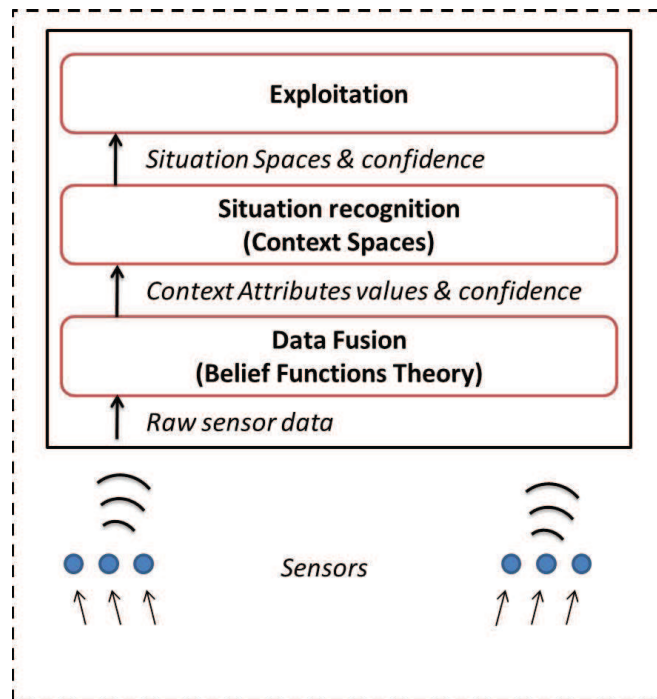 Exploitation
Situation Spaces & confidence
Situation recognition
(Context Spaces)
Context Attributes values & confidence
Data Fusion
(Belief Functions Theory)
Raw sensor data
Sensors